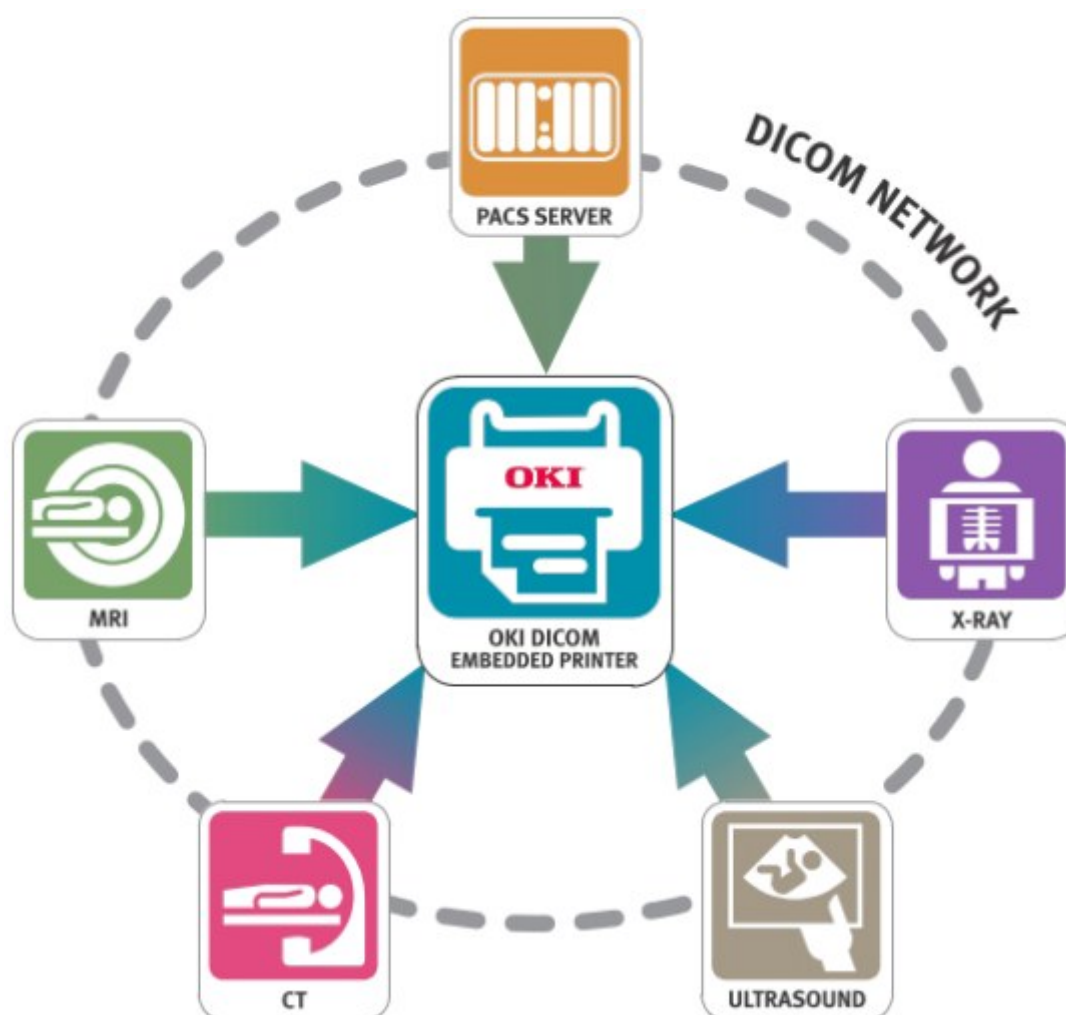 PACS SERVER
DICOM NETWORK
OKI
MRI
OKI DICOM
EMBEDDED PRINTER
X-RAY
CT
ULTRASOUND